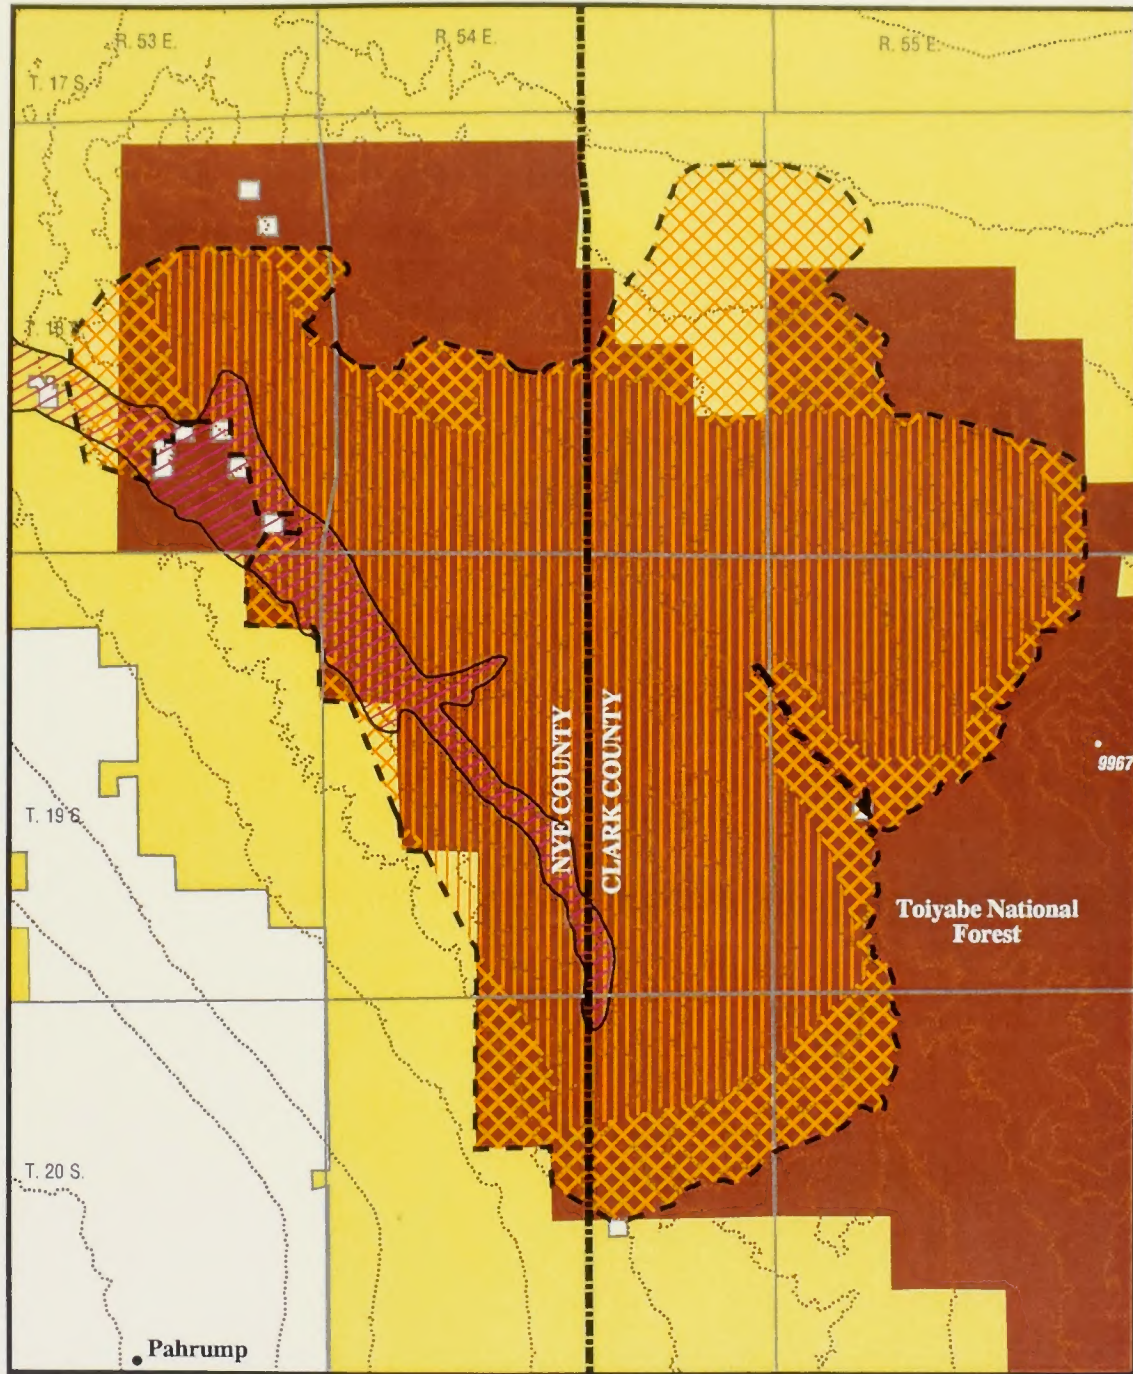 R. 53 E.
R. 54 E.
R. 55 E.
T. 17 S.
T. 18
NYE COUNTY
CLARK COUNTY
9967
T. 19 S.
Toiyabe National
Forest
T. 20 S.
Pahrump